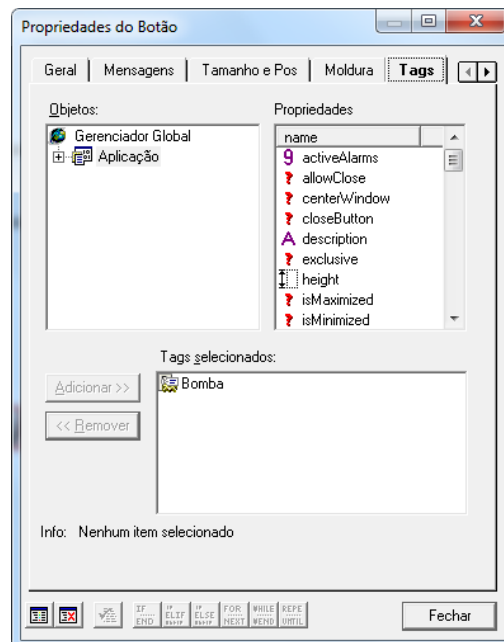 Propriedades do Botão
Geral
Mensagens
Tamanho e Pos
Moldura
Tags
Objetos:
Gerenciador Global
Aplicação
Propriedades
name
activeAlarms
allowClose
centerWindow
closeButton
description
exclusive
height
isMaximized
isMinimized
Tags selecionados:
Adicionar >>
<< Remover
Bomba
Info: Nenhum item selecionado
IF END
IF ELIF
IF ELSE
FOR NEXT
WHILE WEND
REPE UNTIL
Fechar